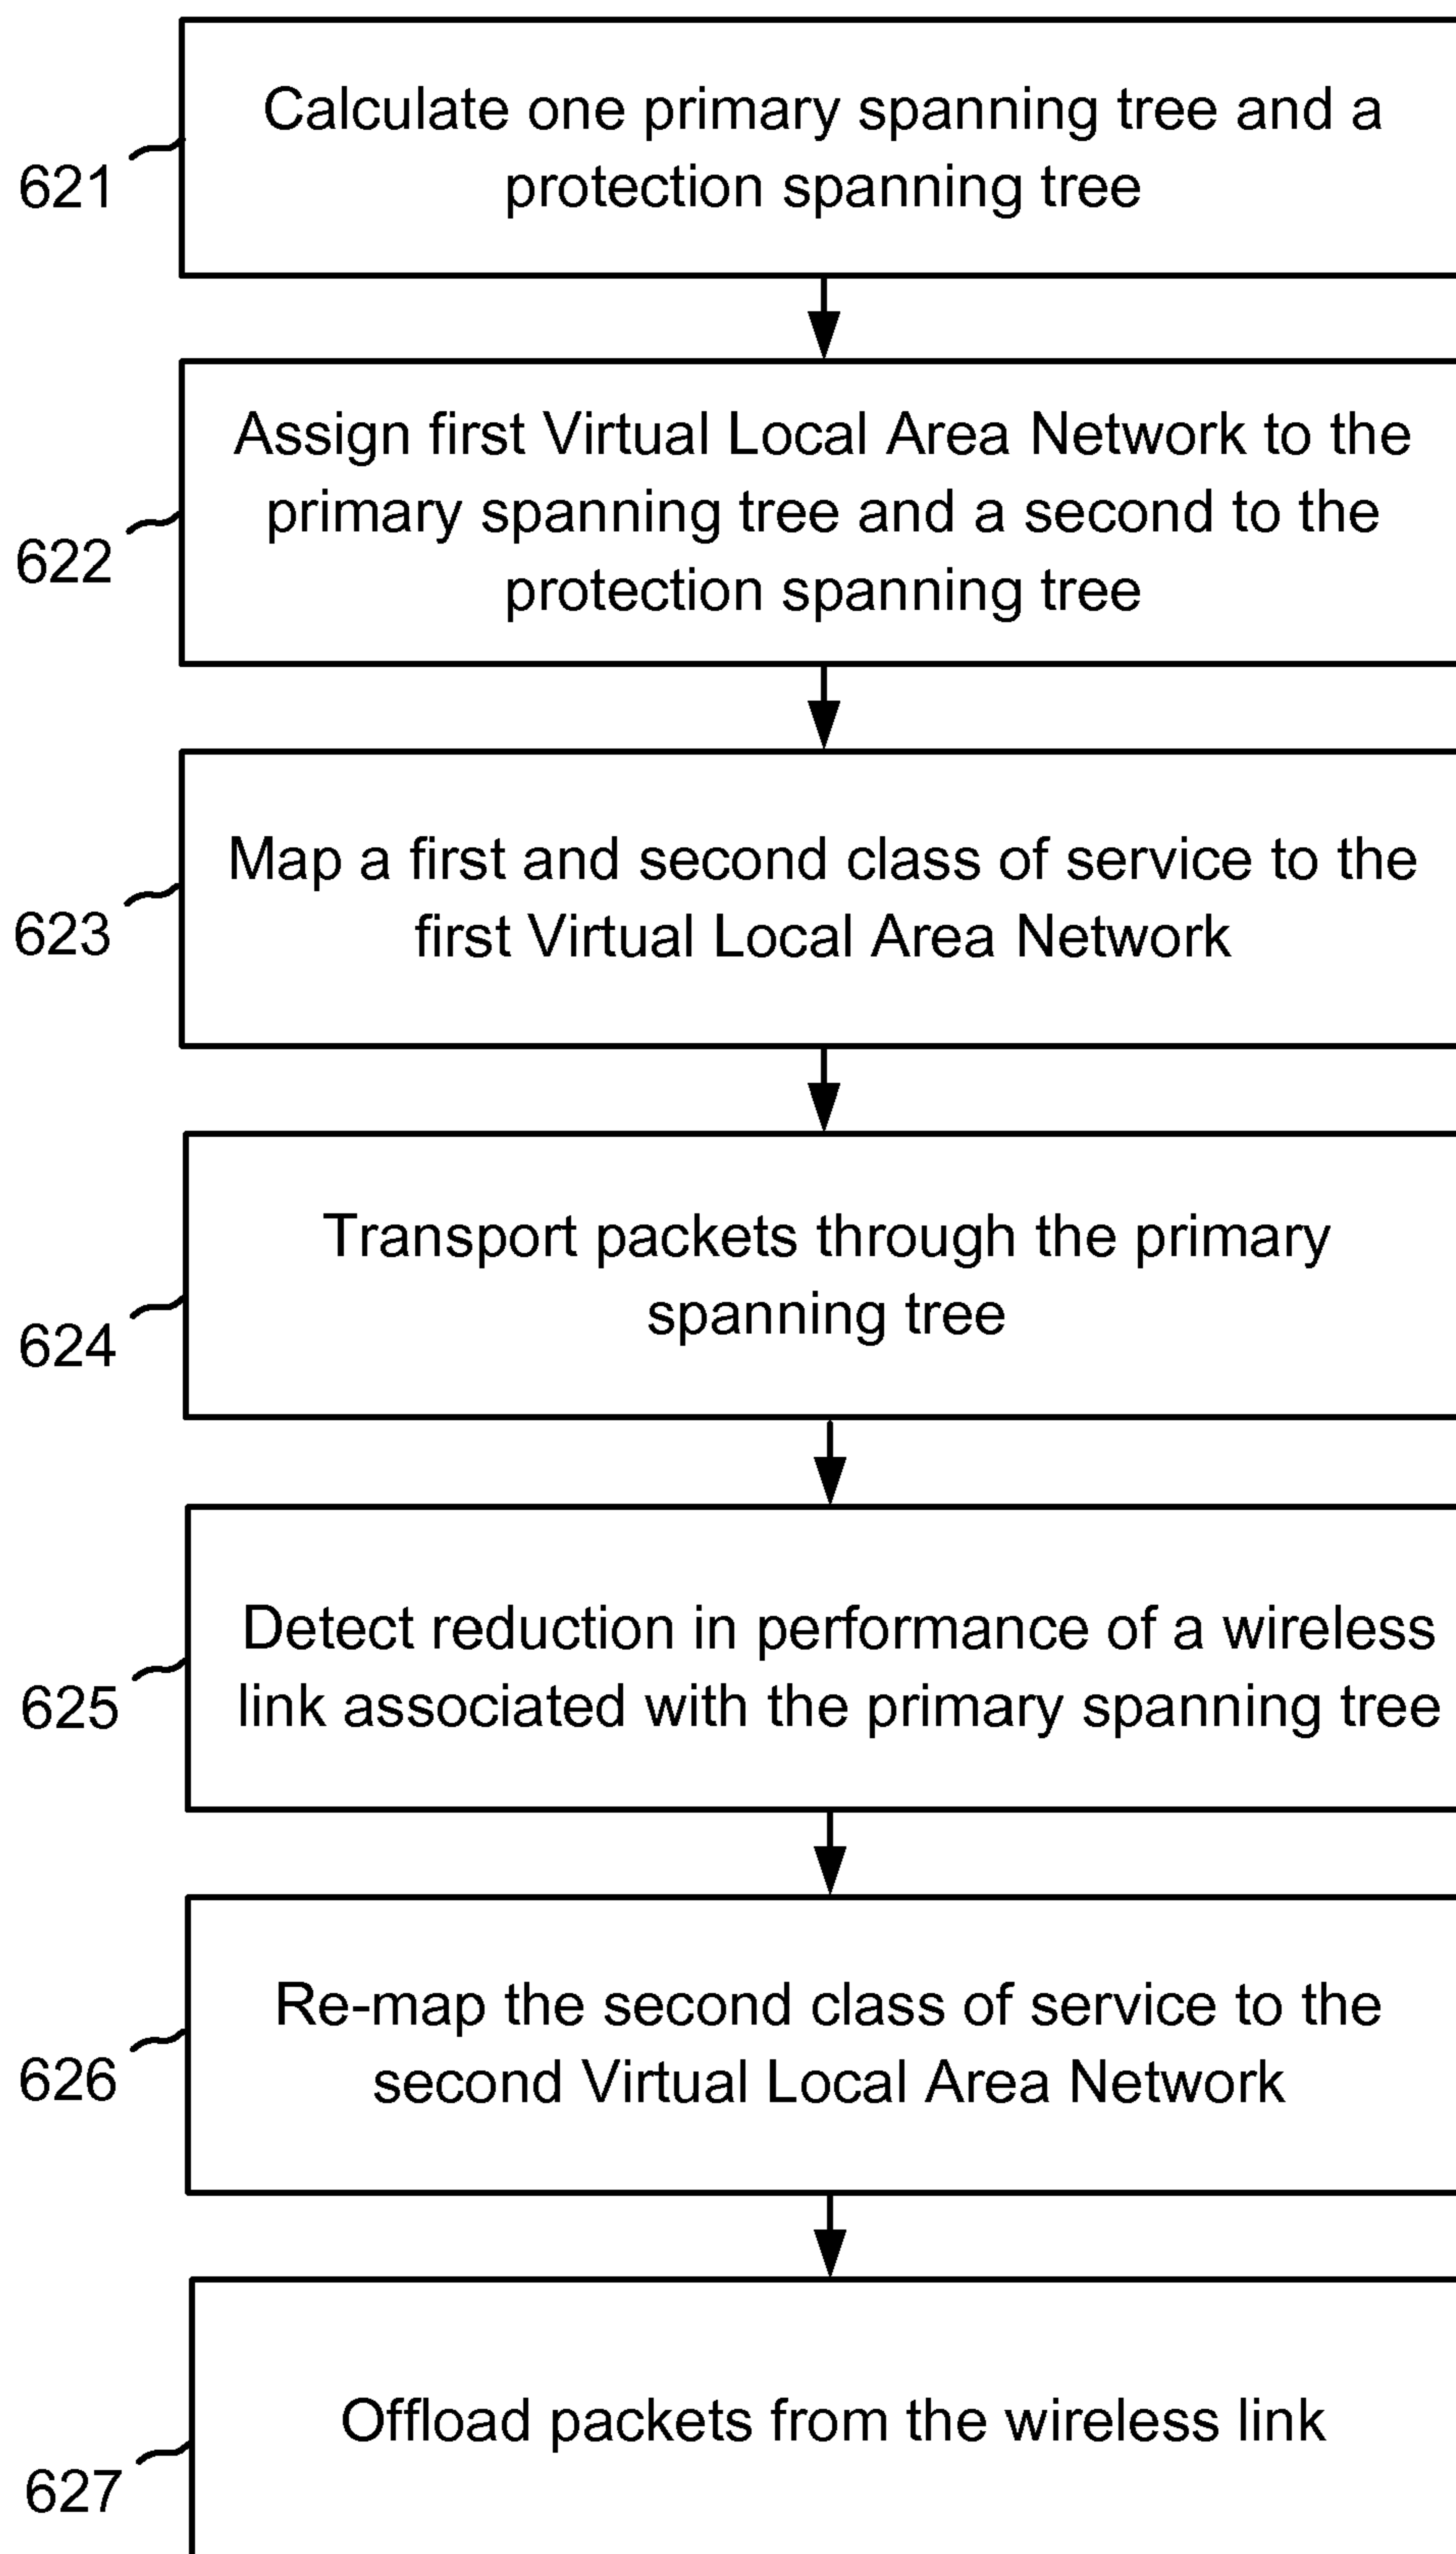 Calculate one primary spanning tree and a
protection spanning tree
621
Assign first Virtual Local Area Network to the
primary spanning tree and a second to the
protection spanning tree
622
Map a first and second class of service to the
first Virtual Local Area Network
623
Transport packets through the primary
spanning tree
624
Detect reduction in performance of a wireless
link associated with the primary spanning tree
625
Re-map the second class of service to the
second Virtual Local Area Network
626
Offload packets from the wireless link
627